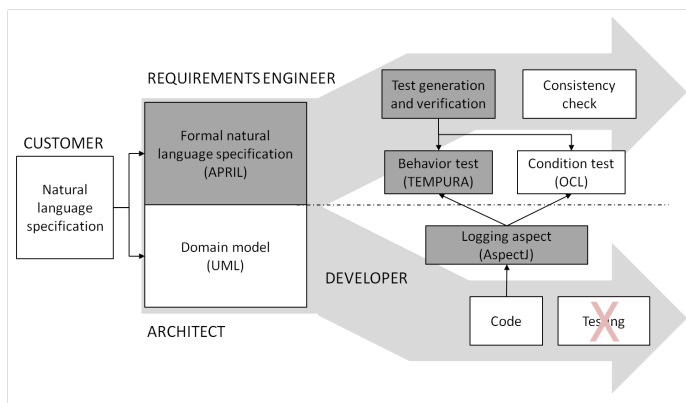 REQUIREMENTS ENGINEER
Test generation
and verification
Consistency
check
CUSTOMER
Formal natural
language specification
(APRIL)
Natural
language
specification
Behavior test
(TEMPURA)
Condition test
(OCL)
Domain model
(UML)
Logging aspect
(AspectJ)
DEVELOPER
Code
Testing
X
ARCHITECT